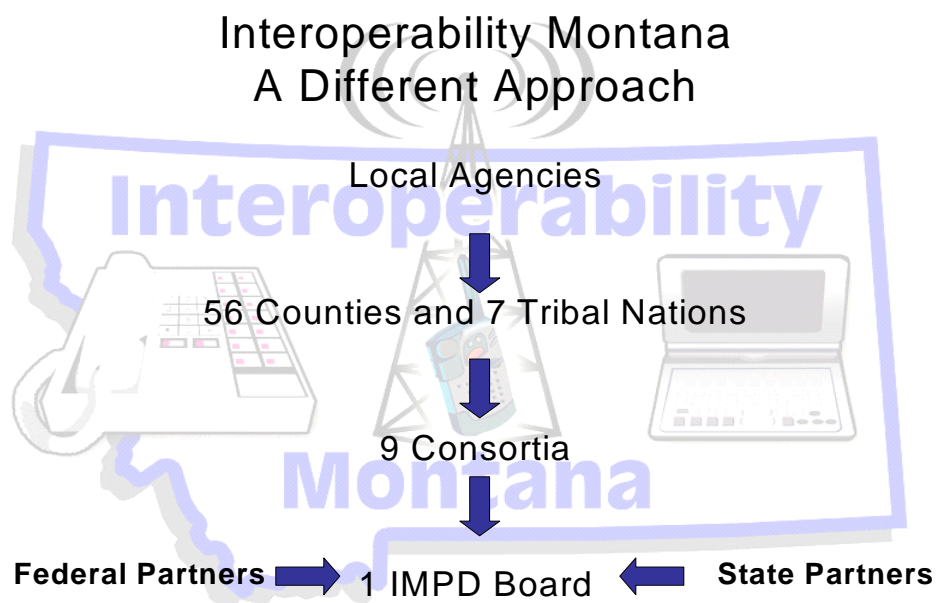 Interoperability Montana
A Different Approach
Local Agencies
Interoperability
56 Counties and 7 Tribal Nations
9 Consortia
Montana
Federal Partners 1 IMPD Board State Partners